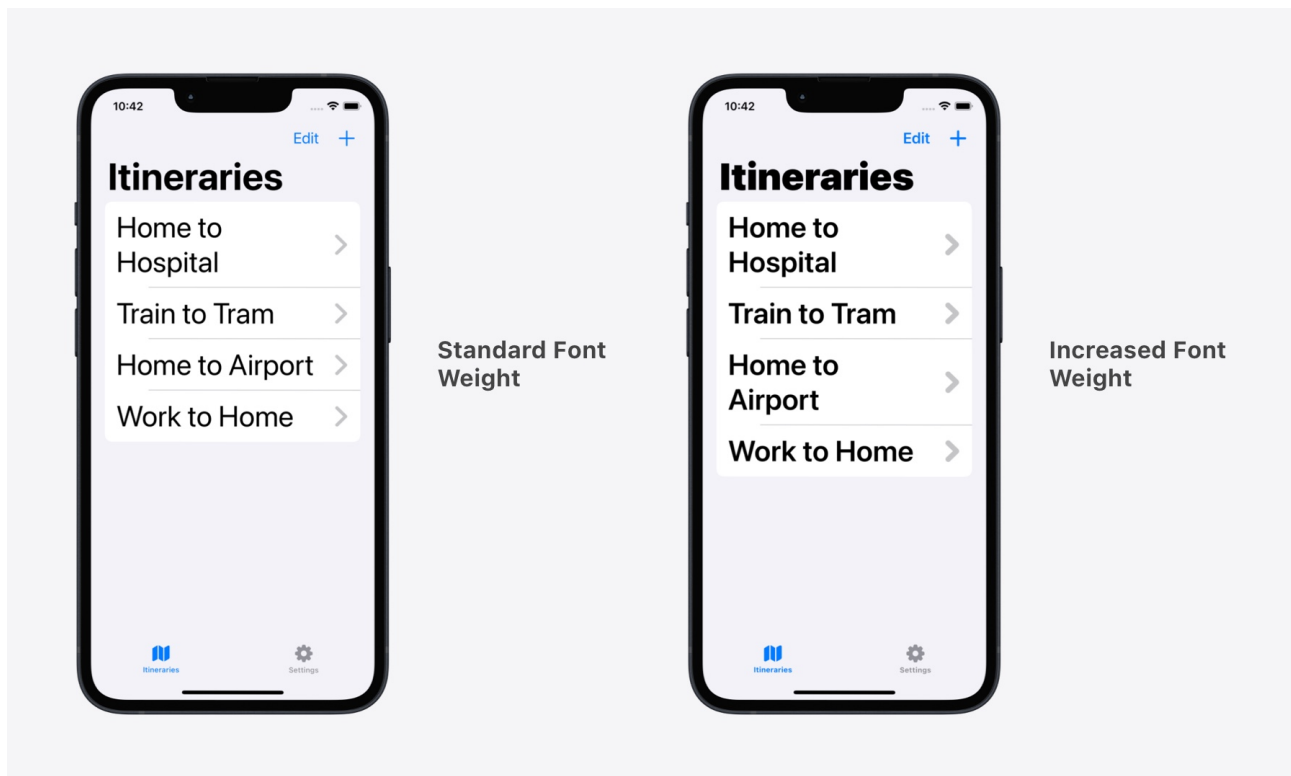 10:42
Edit +
Itineraries
Home to
Hospital
Train to Tram
Home to Airport
Work to Home
Itineraries
Settings
Standard Font
Weight
10:42
Edit +
Itineraries
Home to
Hospital
Train to Tram
Home to
Airport
Work to Home
Itineraries
Settings
Increased Font
Weight